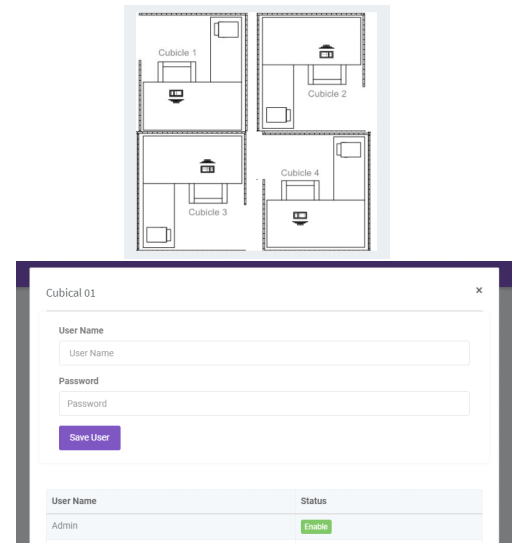 Cubicle 1
Cubicle 2
Cubicle 4
Cubicle 3
Cubical 01 ×
User Name
User Name
Password
Password
Save User
User Name Status
Admin Enable